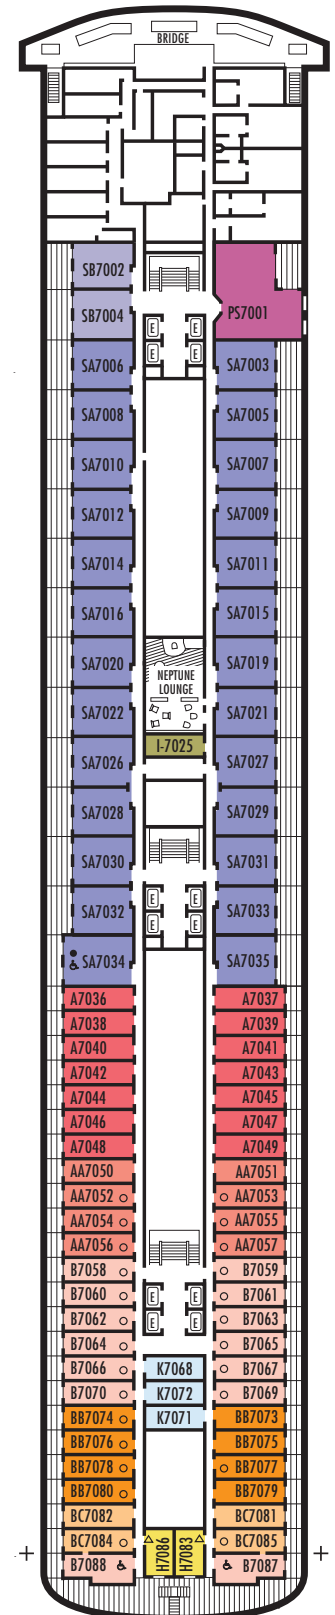 BRIDGE
SB7002
SB7004
PS7001
E E
E E
SA7006 SA7003
SA7008 SA7005
SA7010 SA7007
SA7012 SA7009
SA7014 SA7011
SA7016 SA7015
SA7020 SA7019
NEPTUNE
LOUNGE
SA7022 SA7021
I-7025
SA7026 SA7027
SA7028 SA7029
SA7030 SA7031
SA7032 SA7033
E E
E E
SA7034 SA7035
A7036 A7037
A7038 A7039
A7040 A7041
A7042 A7043
A7044 A7045
A7046 A7047
A7048 A7049
AA7050 AA7051
AA7052 AA7053
AA7054 AA7055
AA7056 AA7057
B7058 B7059
B7060 B7061
E E
B7062 B7063
E E
B7064 B7065
B7066 K7068 B7067
B7070 K7072 B7069
BB7074 K7071 BB7073
BB7076 BB7075
BB7078 BB7077
BB7080 BB7079
BC7082 BC7081
BC7084 BC7085
H7086 H7083
B7088 B7087